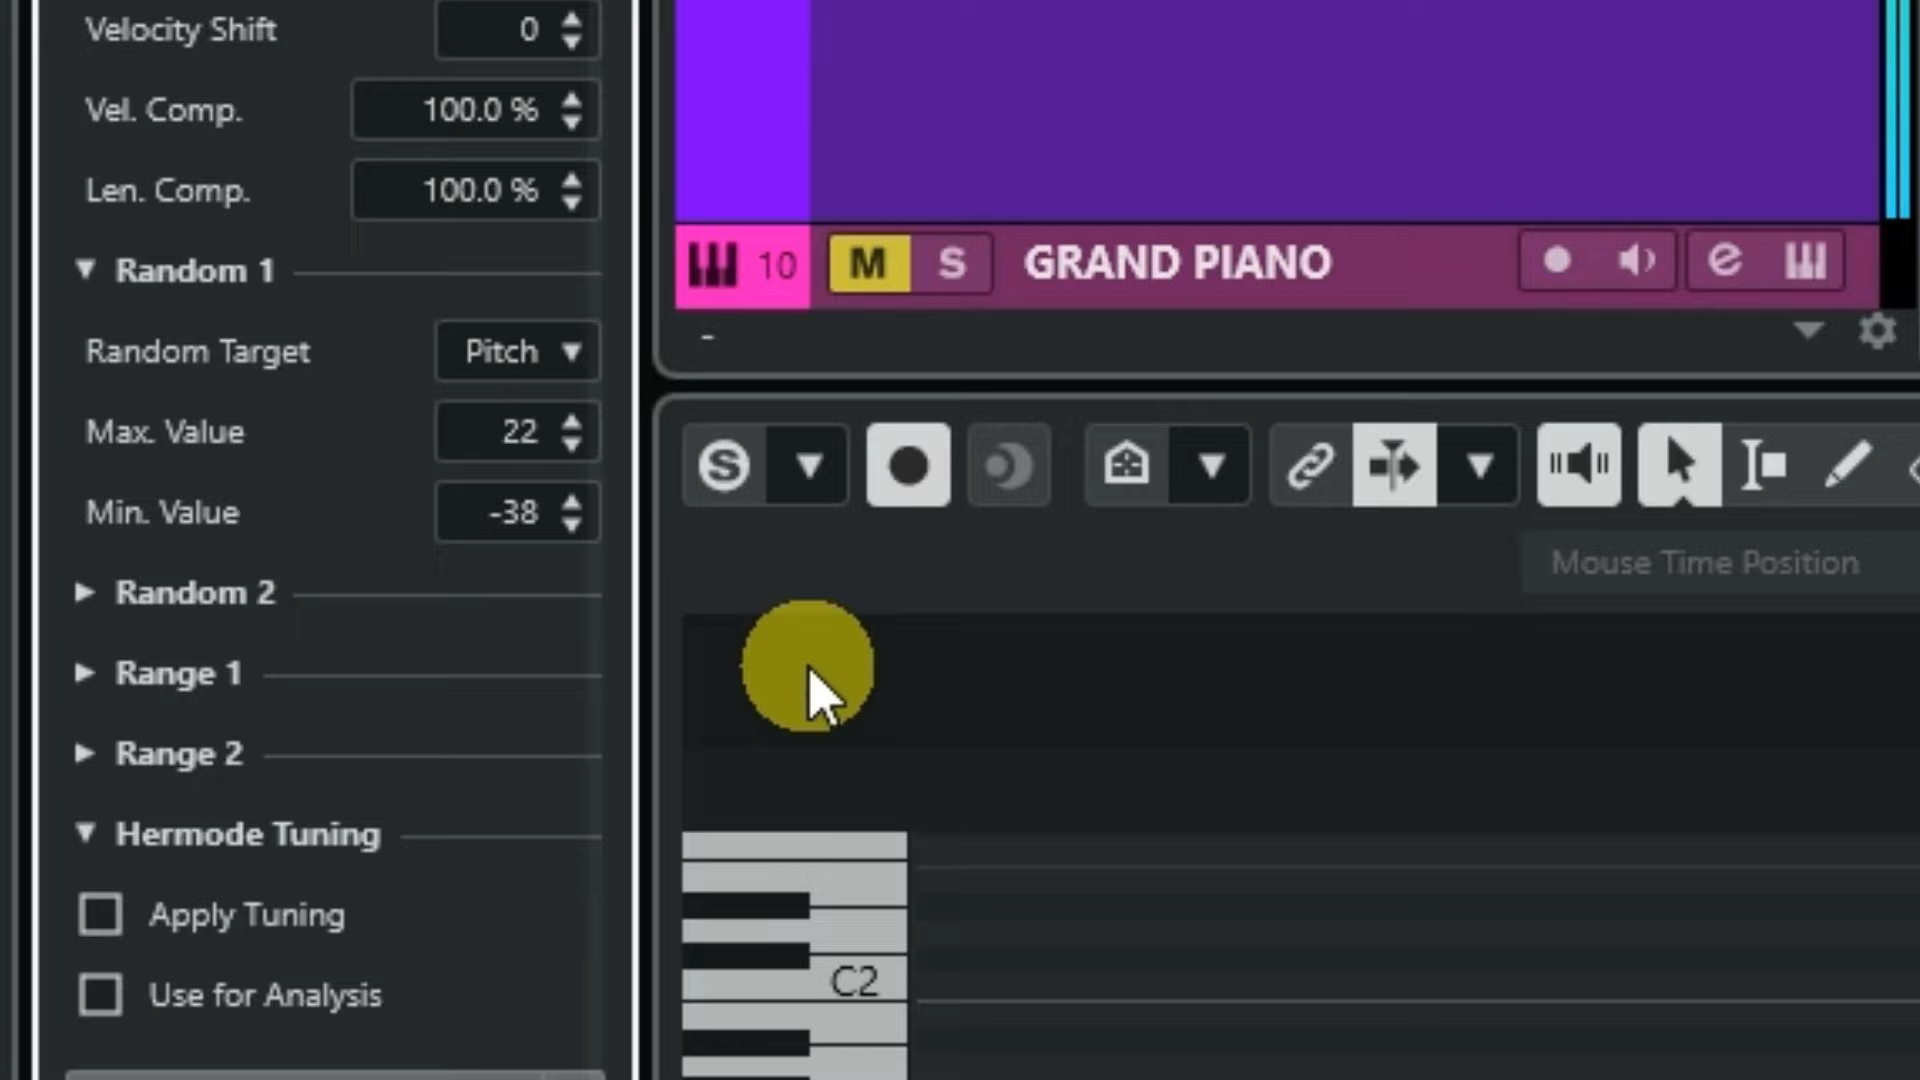 Velocity Shift 0
Vel. Comp. 100.0 %
Len. Comp. 100.0 %
Random 1
Random Target Pitch
Max. Value 22
Min. Value -38
Random 2
Range 1
Range 2
Hermode Tuning
Apply Tuning
Use for Analysis
10 M S GRAND PIANO e
-
S
Mouse Time Position
C2